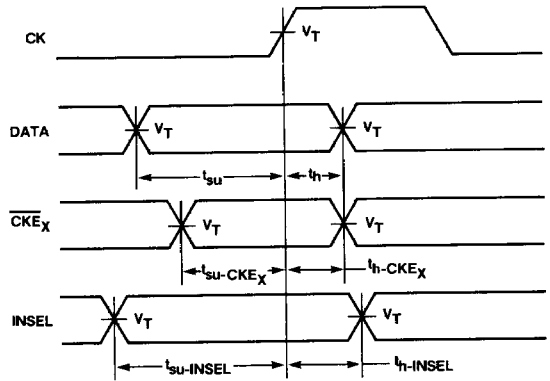 CK
V_T
DATA
V_T
V_T
t_su
t_h
CKE_X
V_T
V_T
t_su-CKE_X
t_h-CKE_X
INSEL
V_T
V_T
t_su-INSEL
t_h-INSEL